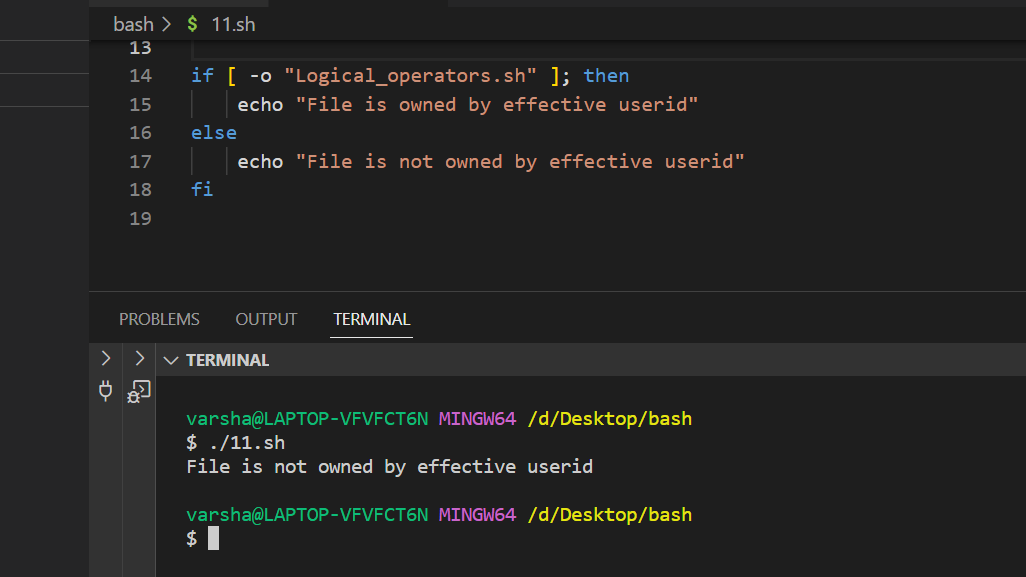 bash > $ 11.sh
13
14 if [ -o "Logical_operators.sh" ]; then
15 echo "File is owned by effective userid"
16 else
17 echo "File is not owned by effective userid"
18 fi
19
PROBLEMS OUTPUT TERMINAL
TERMINAL
varsha@LAPTOP-VFVFCT6N MINGW64 /d/Desktop/bash
$ ./11.sh
File is not owned by effective userid
varsha@LAPTOP-VFVFCT6N MINGW64 /d/Desktop/bash
$